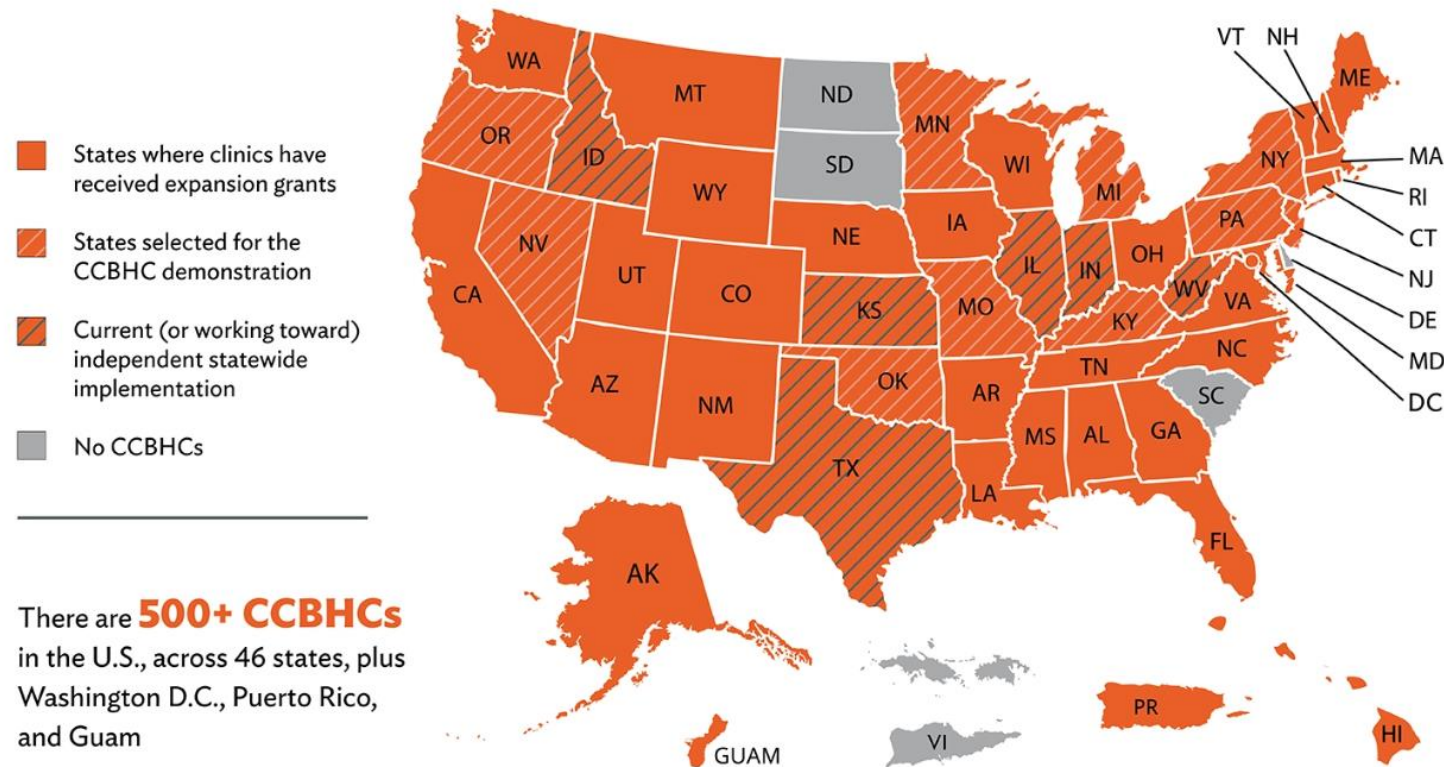 States where clinics have
received expansion grants
States selected for the
CCBHC demonstration
Current (or working toward)
independent statewide
implementation
No CCBHCs
There are 500+ CCBHCs
in the U.S., across 46 states, plus
Washington D.C., Puerto Rico,
and Guam
VT NH
WA
MT
ND
ME
OR
ID
MN
SD
WI
NY
MA
WY
MI
RI
NV
NE
IA
PA
CT
NJ
CA
UT
CO
IL
IN
OH
DE
KS
MO
WV
VA
MD
KY
NC
DC
AZ
NM
OK
AR
TN
SC
TX
MS
AL
GA
LA
FL
AK
PR
HI
VI
GUAM